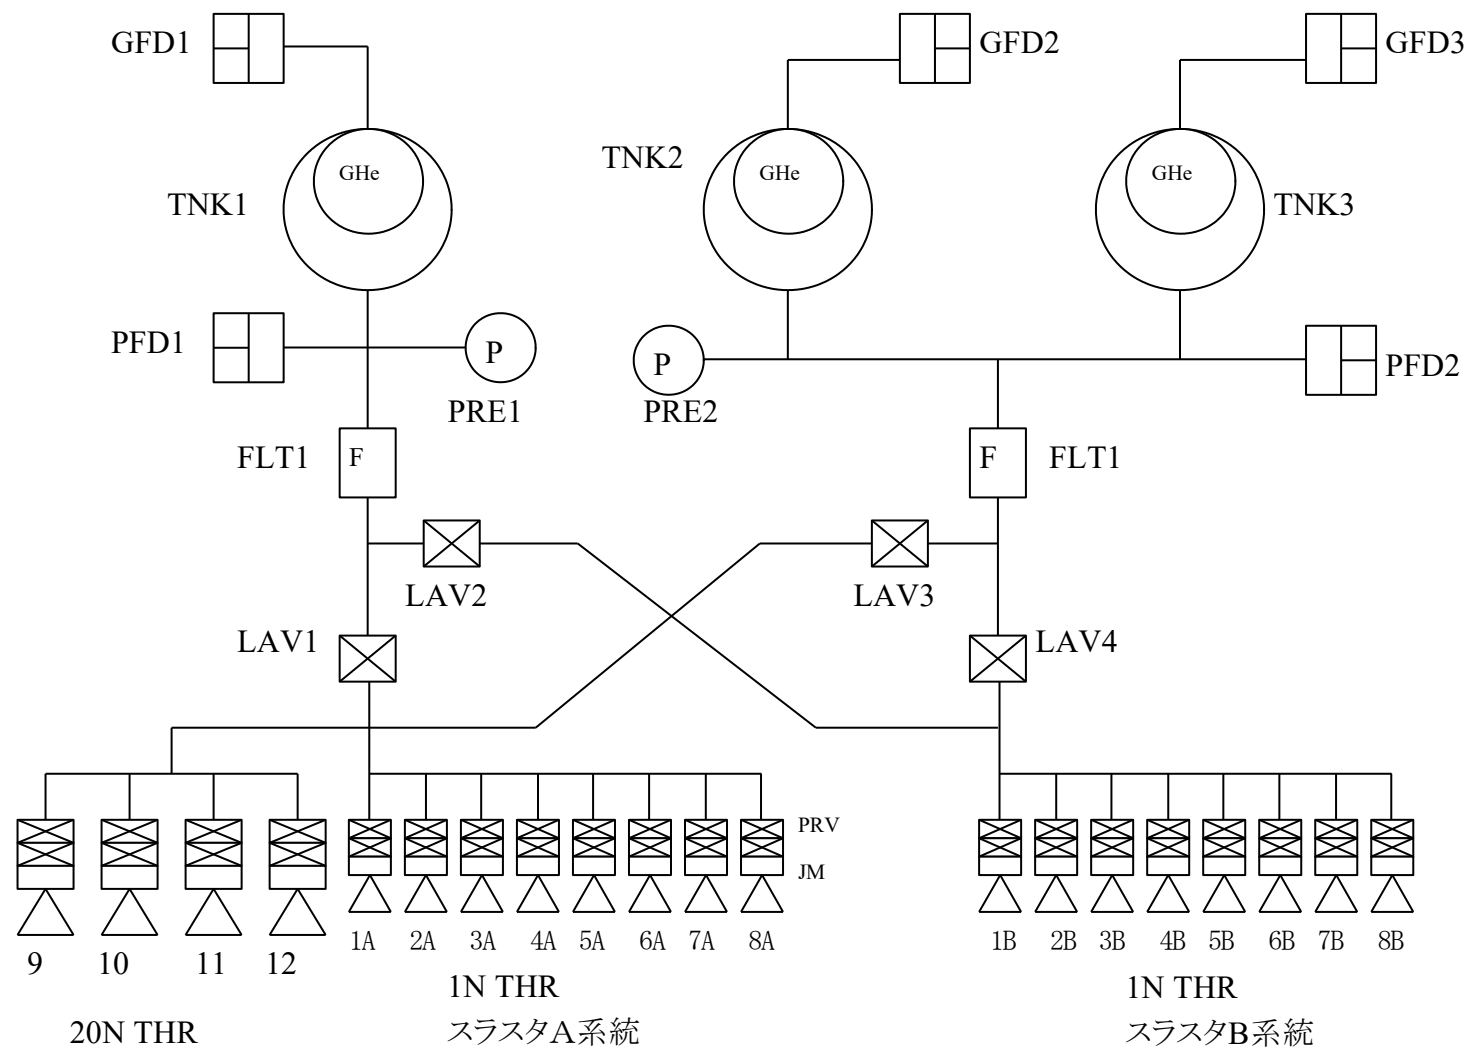 GFD1
GFD2
GFD3
TNK1
GHe
TNK2
GHe
GHe
TNK3
PFD1
P
PRE1
P
PRE2
PFD2
FLT1
F
F
FLT1
LAV2
LAV3
LAV1
LAV4
PRV
JM
9
10
11
12
1A
2A
3A
4A
5A
6A
7A
8A
1B
2B
3B
4B
5B
6B
7B
8B
20N THR
1N THR
スラスタA系統
1N THR
スラスタB系統